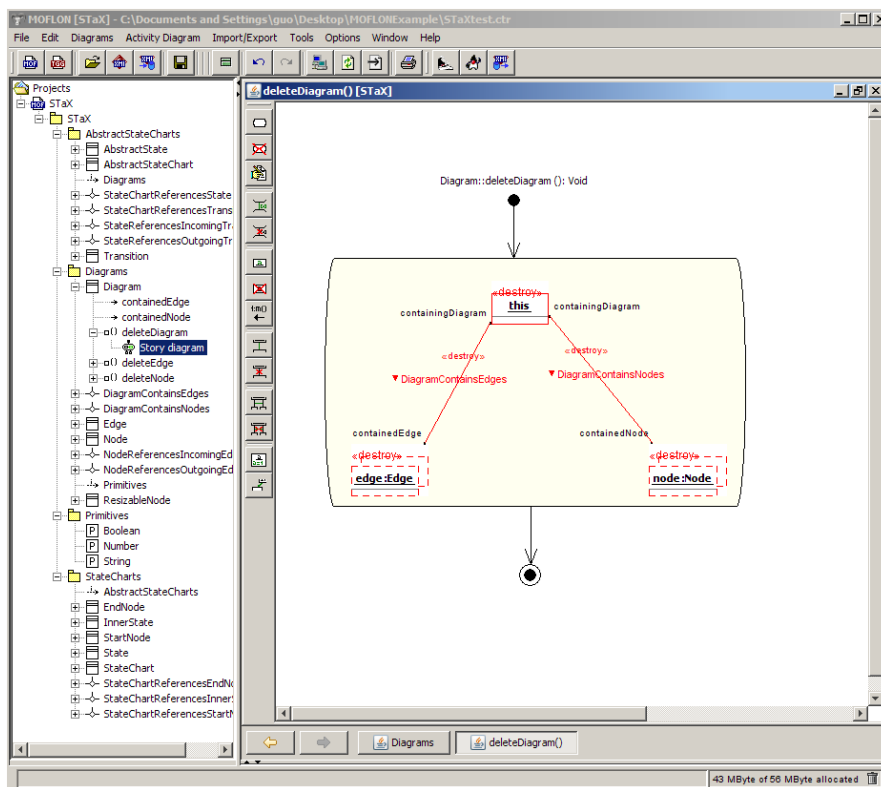 MOFLON [STaX] - C:\Documents and Settings\guo\Desktop\MOFLONExample\STaXtest.ctr
File Edit Diagrams Activity Diagram Import/Export Tools Options Window Help
Projects
STaX
STaX
AbstractStateCharts
AbstractState
AbstractStateChart
Diagrams
StateChartReferencesState
StateChartReferencesTrans
StateReferencesIncomingTr
StateReferencesOutgoingTr
Transition
Diagrams
Diagram
containedEdge
containedNode
deleteDiagram
Story diagram
deleteEdge
deleteNode
DiagramContainsEdges
DiagramContainsNodes
Edge
Node
NodeReferencesIncomingEd
NodeReferencesOutgoingEd
Primitives
ResizableNode
Primitives
P Boolean
P Number
P String
StateCharts
AbstractStateCharts
EndNode
InnerState
StartNode
State
StateChart
StateChartReferencesEndNo
StateChartReferencesInnerS
StateChartReferencesStartN
deleteDiagram() [STaX]
Diagram::deleteDiagram (): Void
«destroy»
this
containingDiagram
containingDiagram
«destroy»
«destroy»
▼ DiagramContainsEdges
▼ DiagramContainsNodes
containedEdge
containedNode
«destroy»
«destroy»
edge:Edge
node:Node
Diagrams
deleteDiagram()
43 MByte of 56 MByte allocated